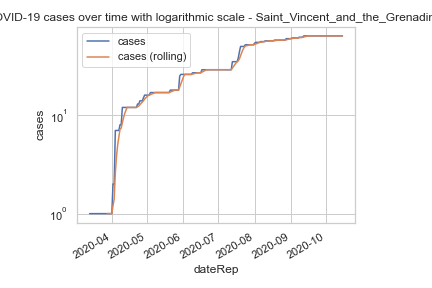 OVID-19 cases over time with logarithmic scale - Saint_Vincent_and_the_Grenadin
cases
cases (rolling)
10¹
10⁰
cases
2020-04
2020-05
2020-06
2020-07
2020-08
2020-09
2020-10
dateRep